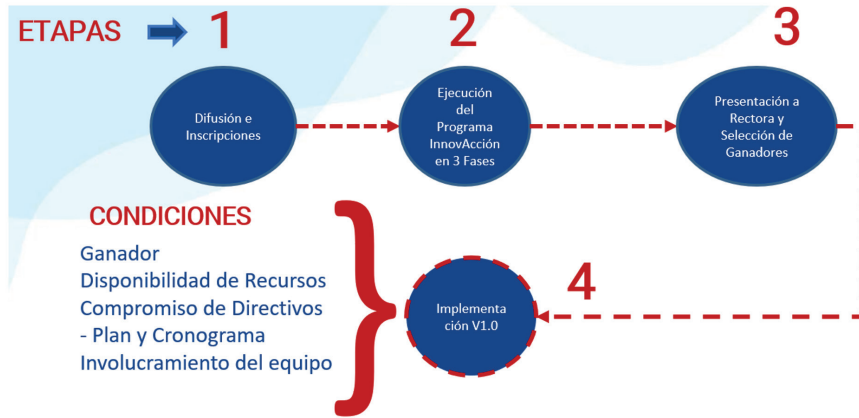 ETAPAS
1
2
3
Difusión e
Inscripciones
Ejecución
del
Programa
InnovAcción
en 3 Fases
Presentación a
Rectora y
Selección de
Ganadores
CONDICIONES
Ganador
Disponibilidad de Recursos
Compromiso de Directivos
- Plan y Cronograma
Involucramiento del equipo
Implementa
ción V1.0
4